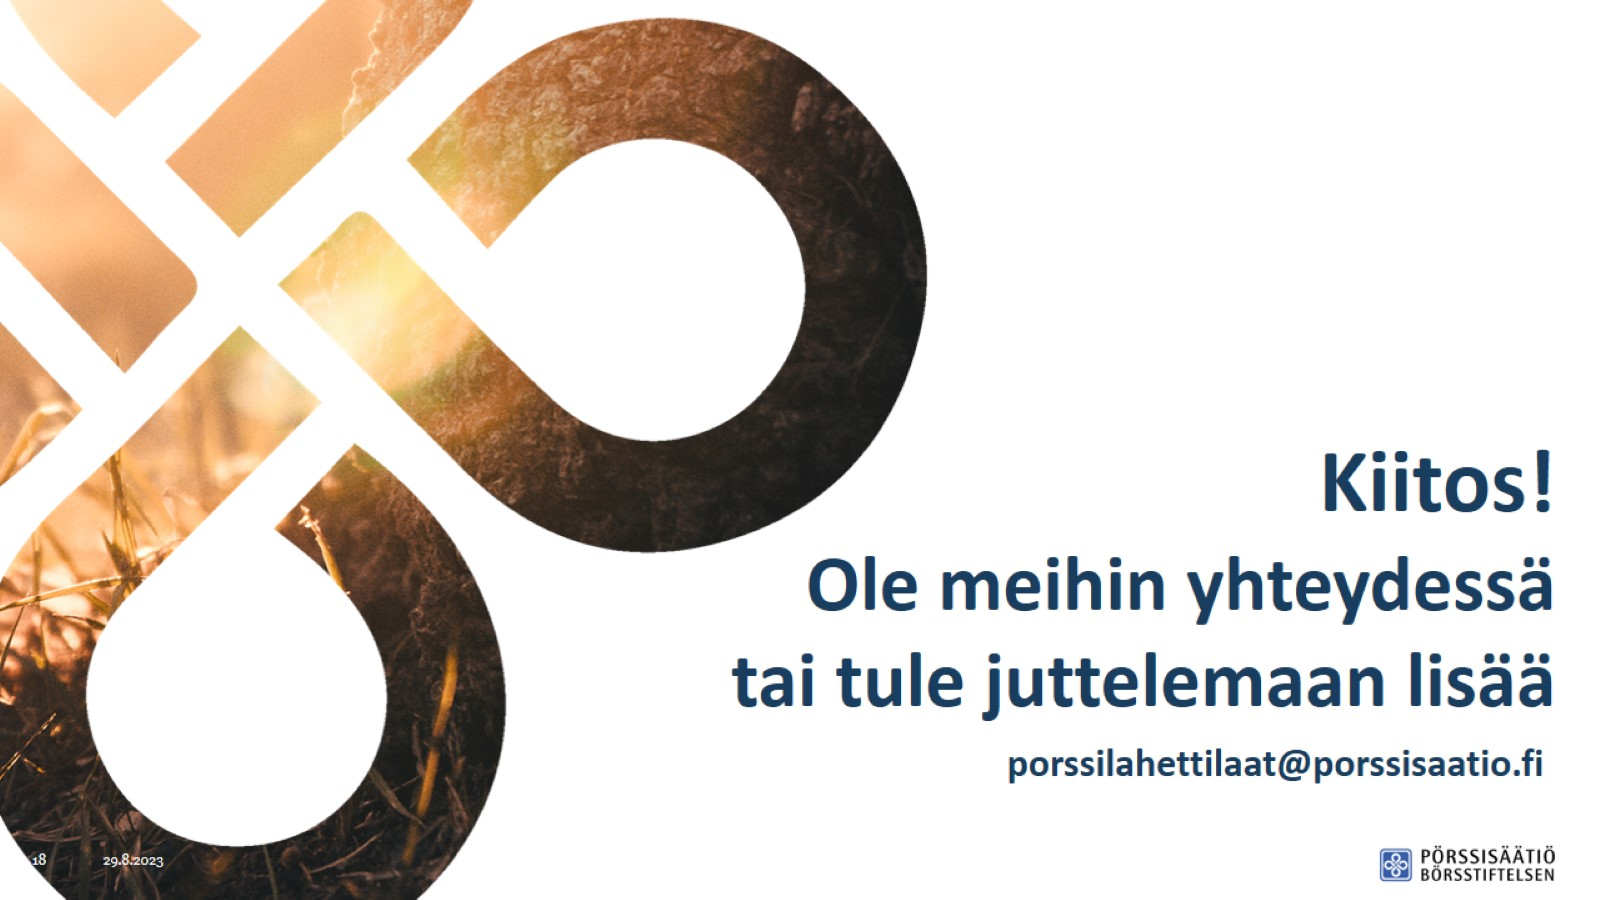 Kiitos!
Ole meihin yhteydessä
tai tule juttelemaan lisää
porssilahettilaat@porssisaatio.fi
18
29.8.2023
PÖRSSISÄÄTIÖ
BÖRSSTIFTELSEN